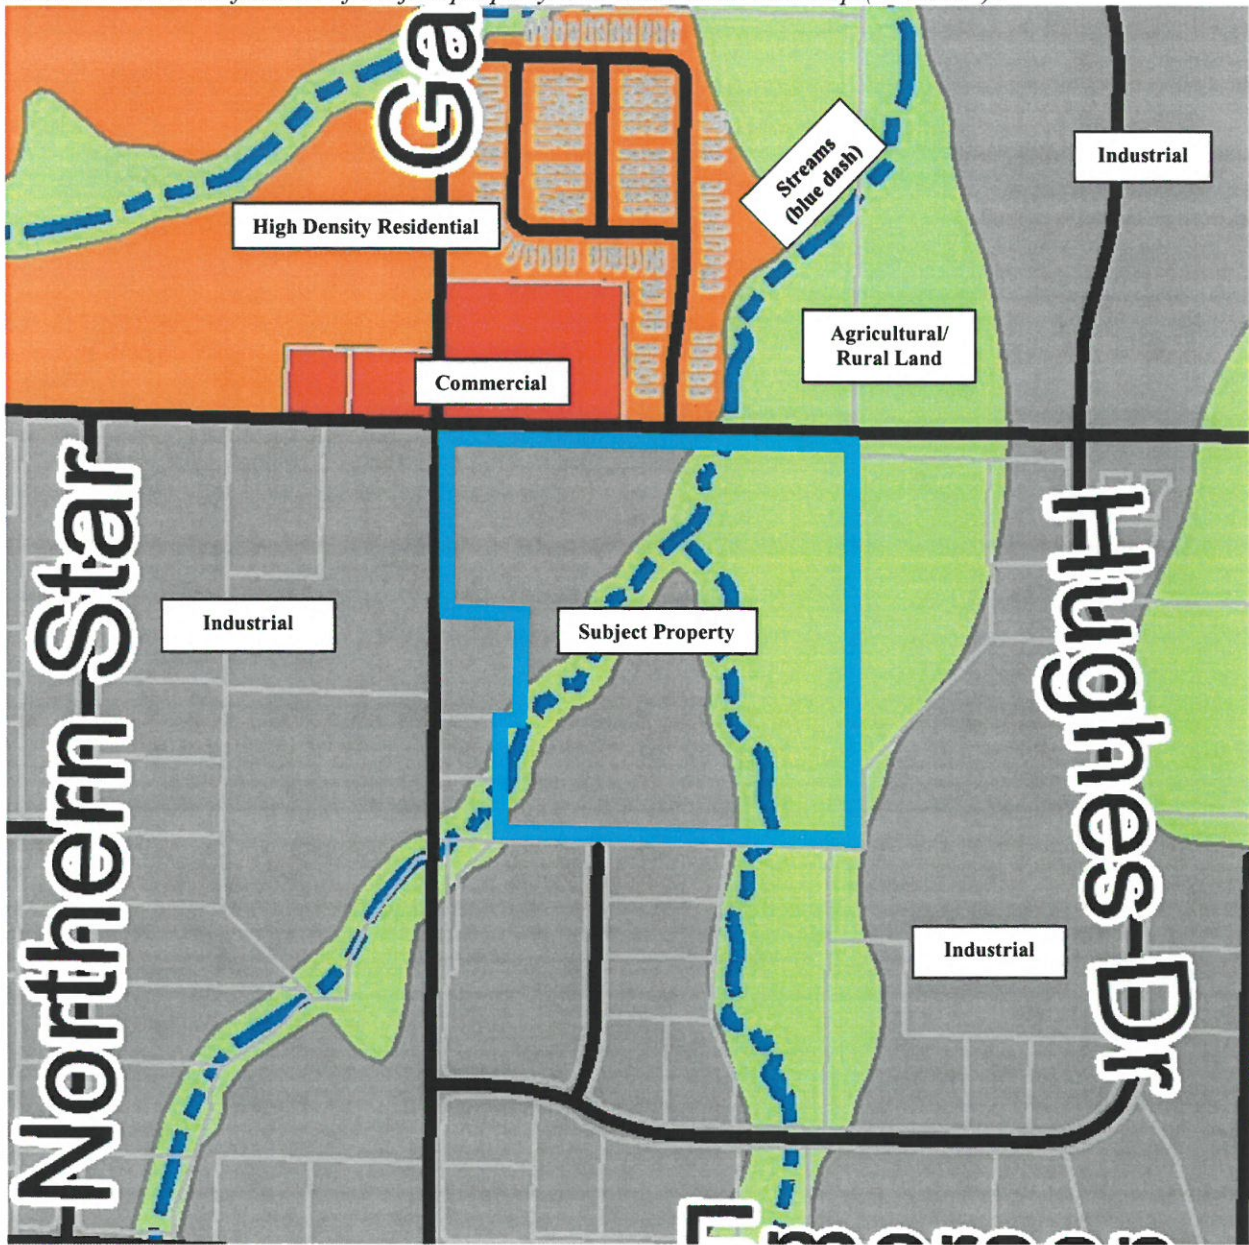 Ga
Streams
(blue dash)
Industrial
High Density Residential
Agricultural/
Rural Land
Commercial
Northern Star
Industrial
Subject Property
Hughes Dr
Industrial